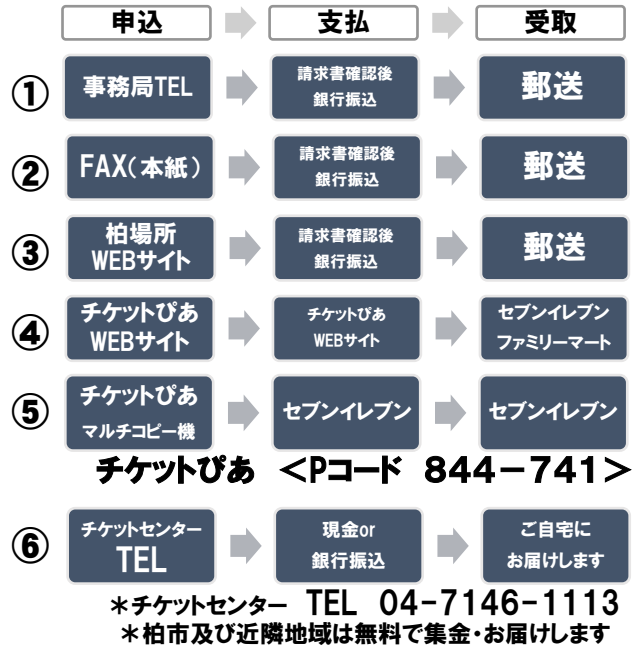 申込 支払 受取
① 事務局TEL 請求書確認後 郵送
銀行振込
② FAX(本紙) 請求書確認後 郵送
銀行振込
③ 柏場所 請求書確認後 郵送
WEBサイト 銀行振込
④ チケットぴあ チケットぴあ セブンイレブン
WEBサイト WEBサイト ファミリーマート
⑤ チケットぴあ セブンイレブン セブンイレブン
マルチコピー機
チケットぴあ <Pコード 844-741>
⑥ チケットセンター 現金or ご自宅に
TEL 銀行振込 お届けします
*チケットセンター TEL 04-7146-1113
*柏市及び近隣地域は無料で集金・お届けします